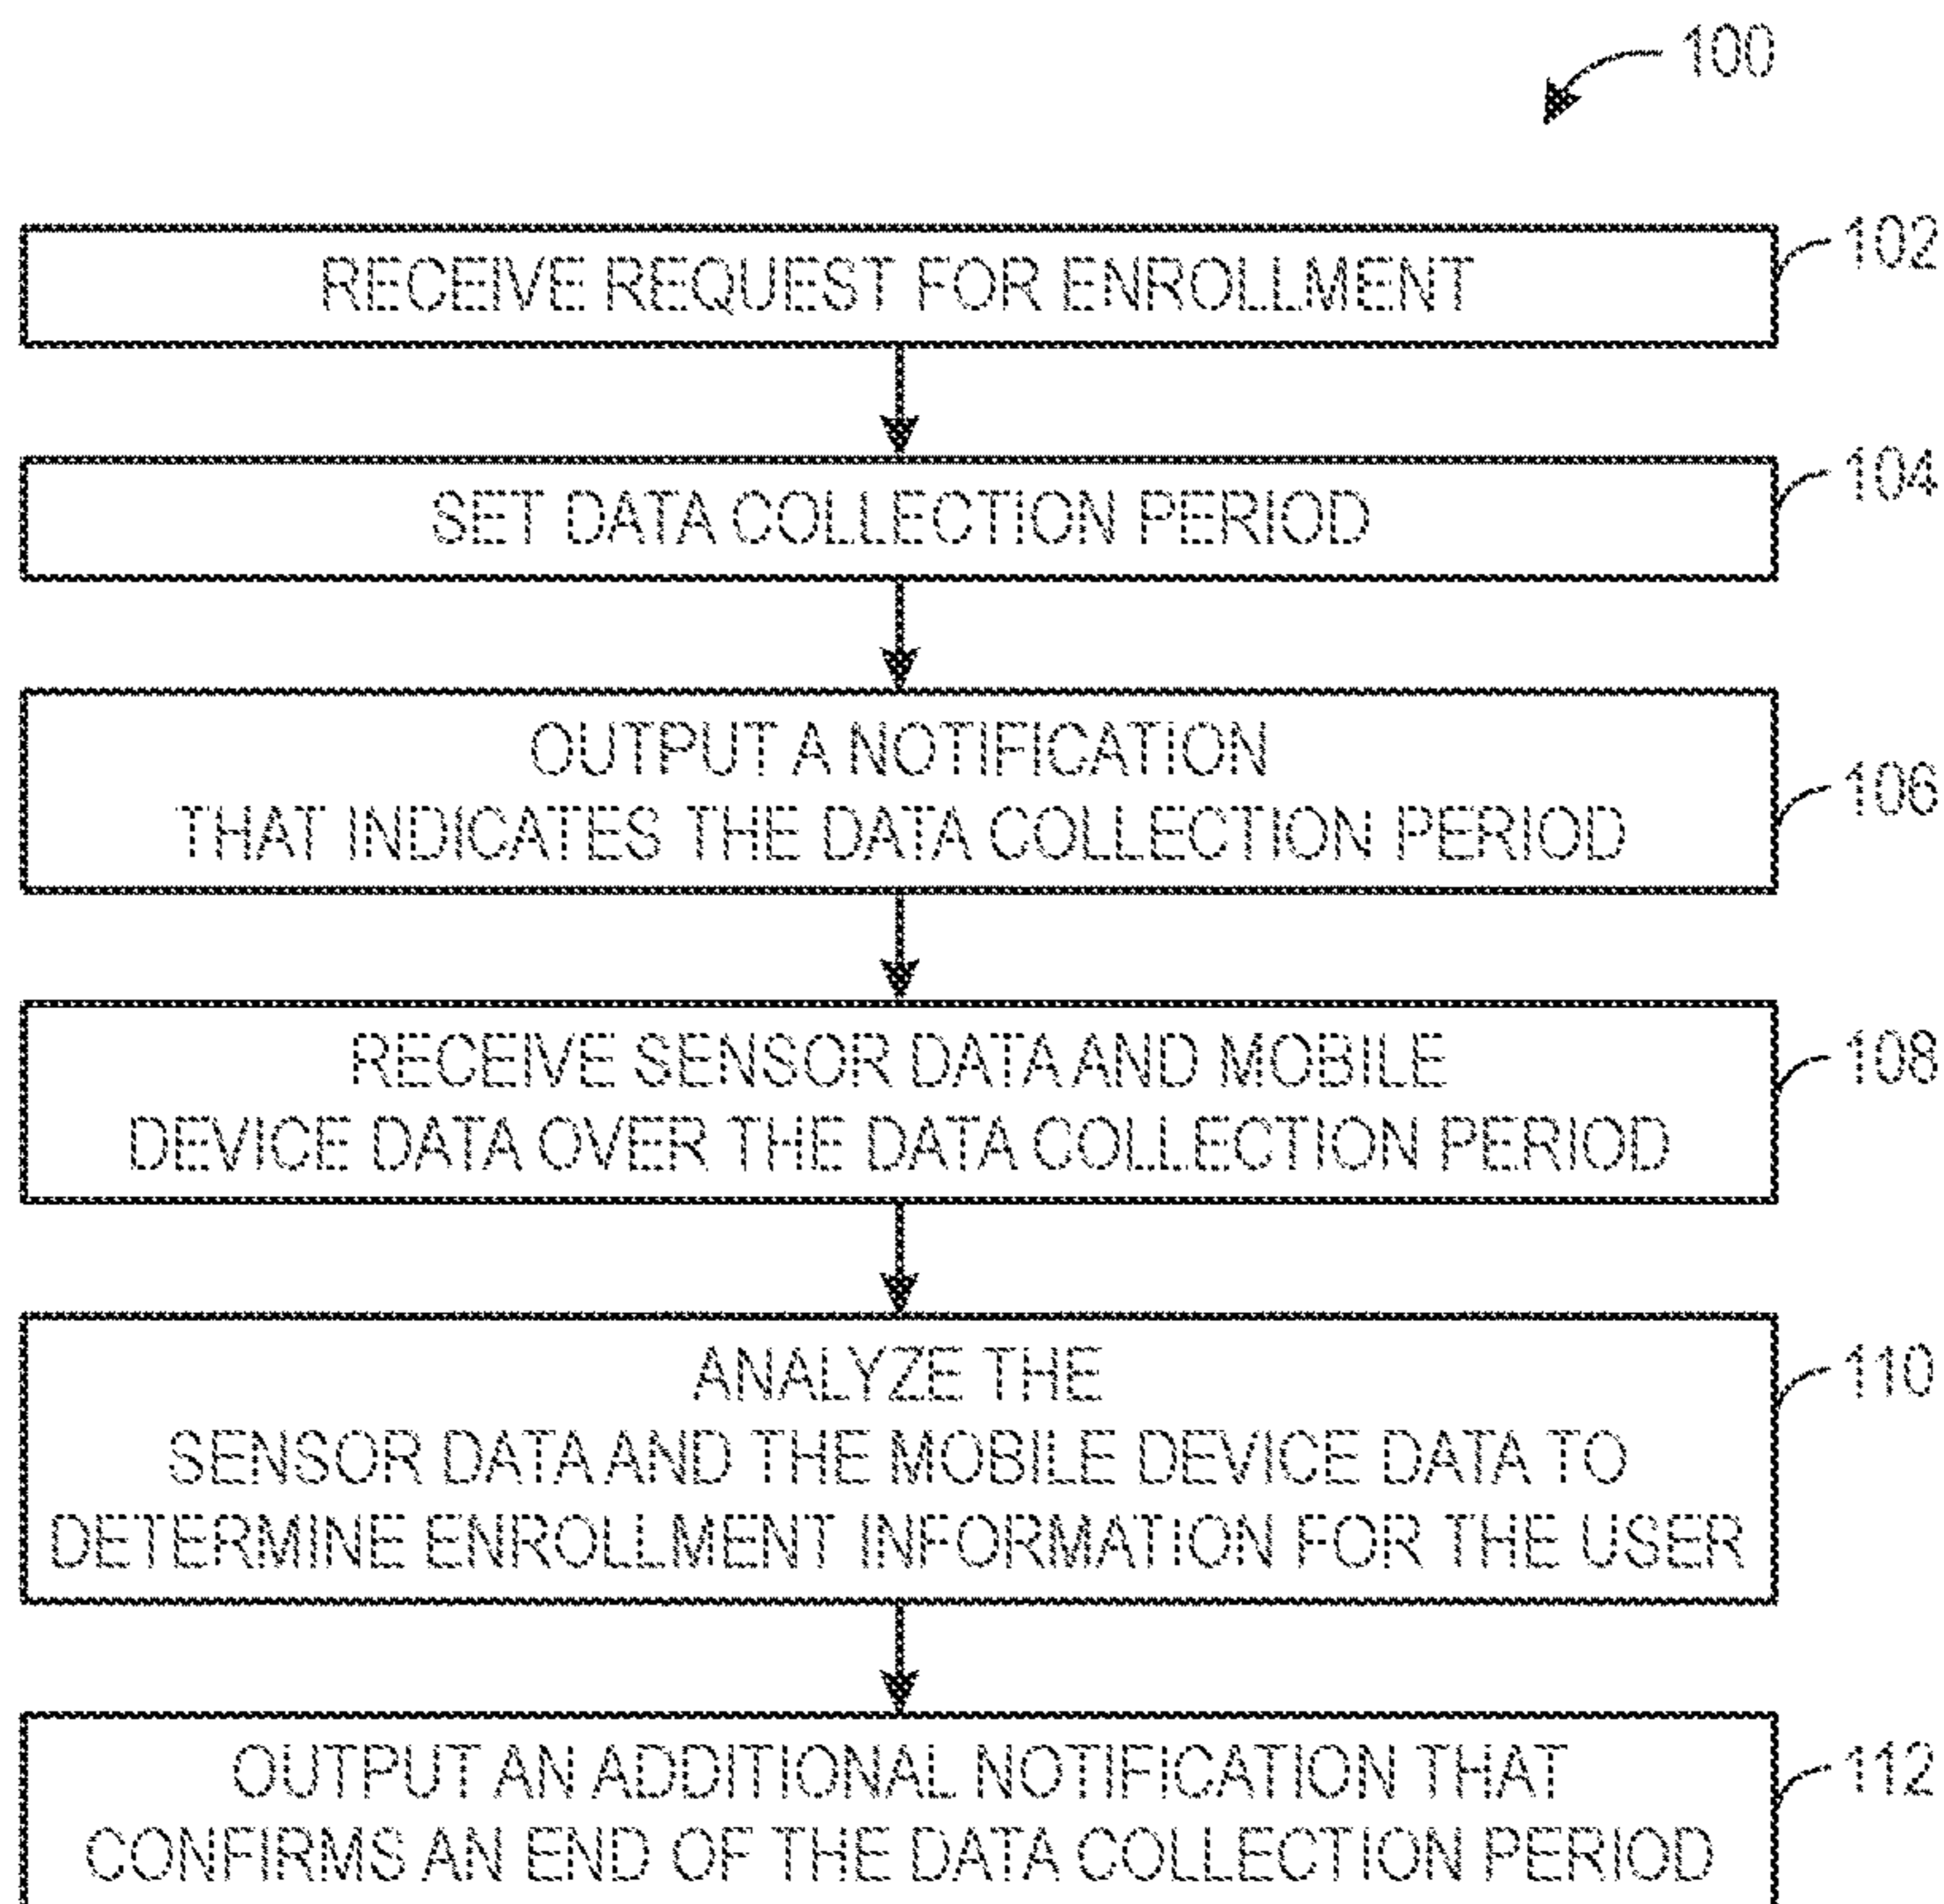 100
RECEIVE REQUEST FOR ENROLLMENT
102
SET DATA COLLECTION PERIOD
104
OUTPUT A NOTIFICATION
THAT INDICATES THE DATA COLLECTION PERIOD
106
RECEIVE SENSOR DATA AND MOBILE
DEVICE DATA OVER THE DATA COLLECTION PERIOD
108
ANALYZE THE
SENSOR DATA AND THE MOBILE DEVICE DATA TO
DETERMINE ENROLLMENT INFORMATION FOR THE USER
110
OUTPUT AN ADDITIONAL NOTIFICATION THAT
CONFIRMS AN END OF THE DATA COLLECTION PERIOD
112